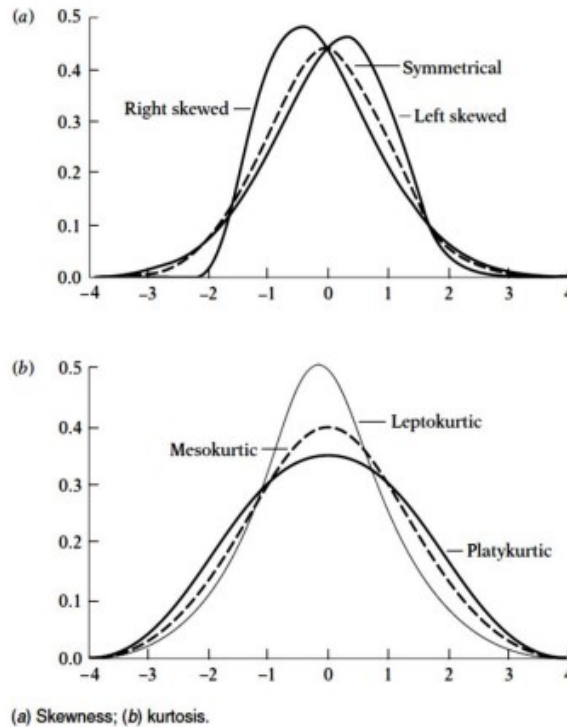 (a)
0.5
0.4
0.3
0.2
0.1
0.0
Symmetrical
Right skewed
Left skewed
–4 –3 –2 –1 0 1 2 3 4
(b)
0.5
0.4
0.3
0.2
0.1
0.0
Leptokurtic
Mesokurtic
Platykurtic
–4 –3 –2 –1 0 1 2 3 4
(a) Skewness; (b) kurtosis.